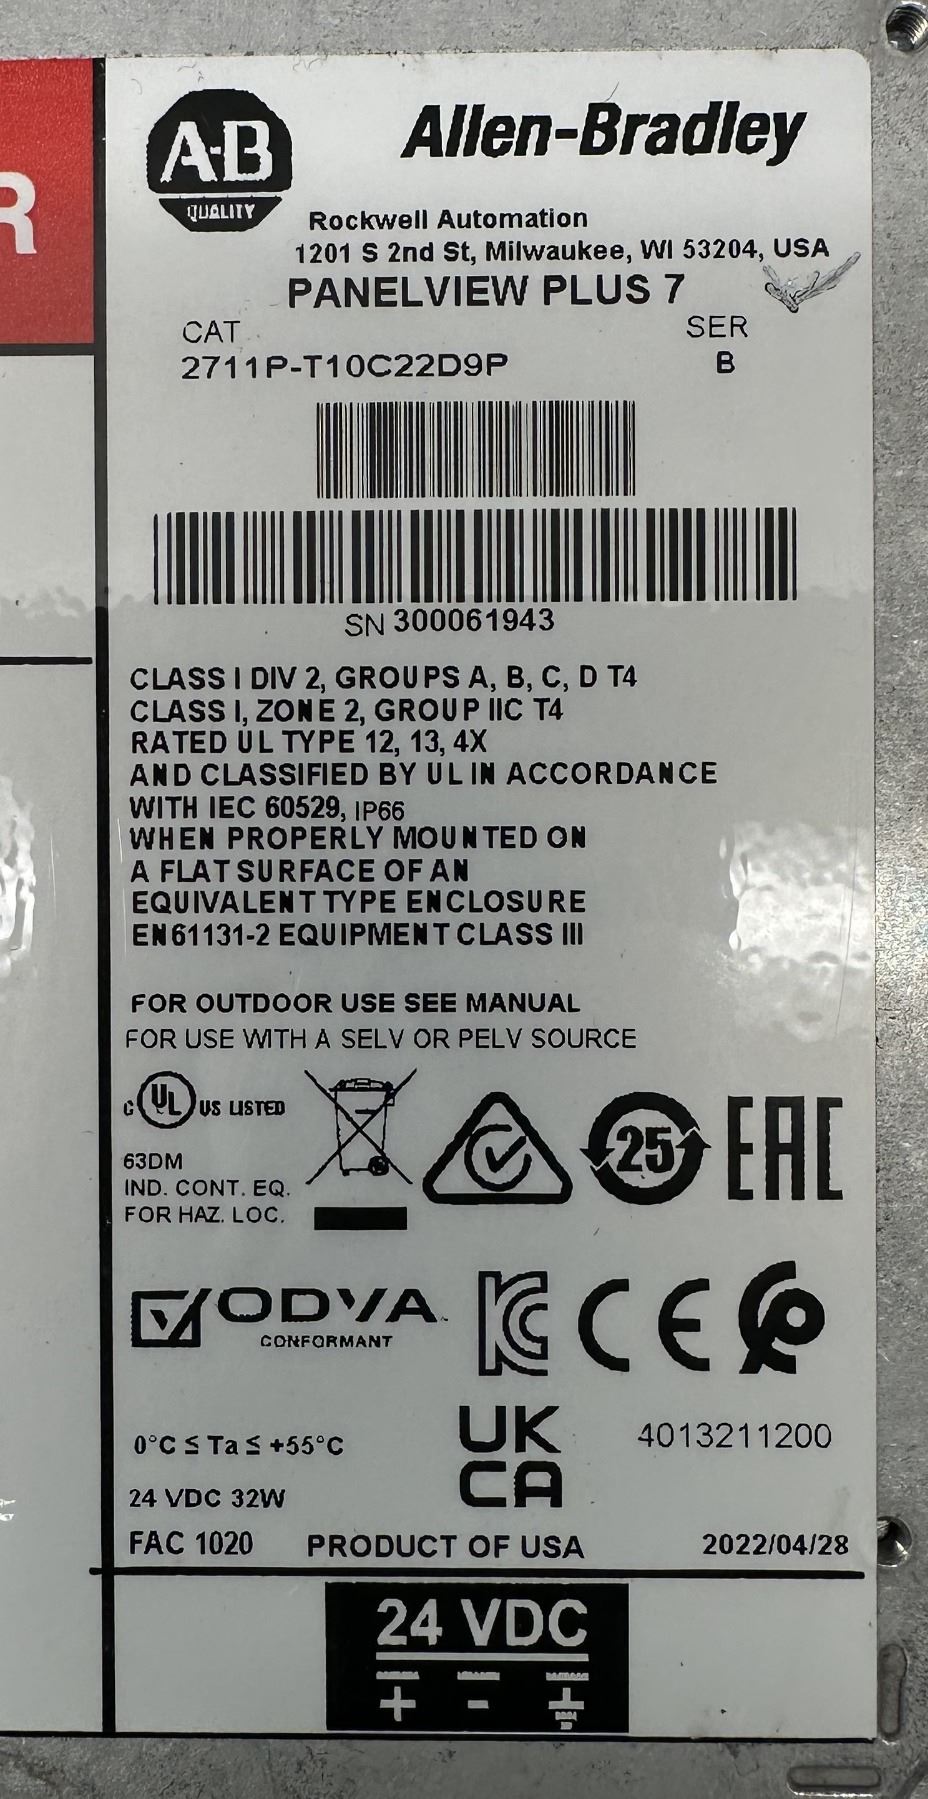 R
A-B
QUALITY
Allen-Bradley
Rockwell Automation
1201 S 2nd St, Milwaukee, WI 53204, USA
PANELVIEW PLUS 7
CAT SER
2711P-T10C22D9P B
SN 300061943
CLASS I DIV 2, GROUPS A, B, C, D T4
CLASS I, ZONE 2, GROUP IIC T4
RATED UL TYPE 12, 13, 4X
AND CLASSIFIED BY UL IN ACCORDANCE
WITH IEC 60529, IP66
WHEN PROPERLY MOUNTED ON
A FLAT SURFACE OF AN
EQUIVALENT TYPE ENCLOSURE
EN61131-2 EQUIPMENT CLASS III
FOR OUTDOOR USE SEE MANUAL
FOR USE WITH A SELV OR PELV SOURCE
C UL US LISTED
25
EAC
63DM
IND. CONT. EQ.
FOR HAZ. LOC.
ODVA
CONFORMANT
KC CE
UK
CA
0°C ≤ Ta ≤ +55°C
4013211200
24 VDC 32W
FAC 1020 PRODUCT OF USA 2022/04/28
24 VDC
+ -